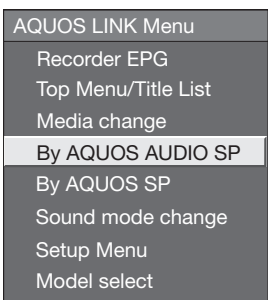 AQUOS LINK Menu
Recorder EPG
Top Menu/Title List
Media change
By AQUOS AUDIO SP
By AQUOS SP
Sound mode change
Setup Menu
Model select